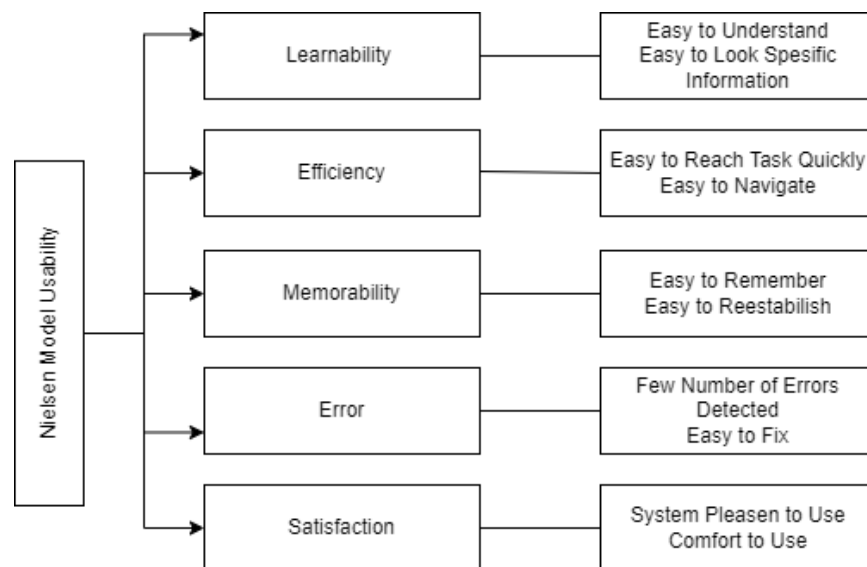 Nielsen Model Usability
Learnability
Easy to Understand
Easy to Look Spesific
Information
Efficiency
Easy to Reach Task Quickly
Easy to Navigate
Memorability
Easy to Remember
Easy to Reestabilish
Error
Few Number of Errors
Detected
Easy to Fix
Satisfaction
System Pleasen to Use
Comfort to Use